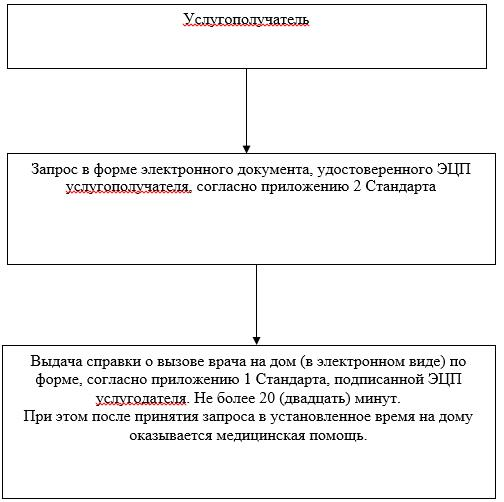 Услугополучатель
Запрос в форме электронного документа, удостоверенного ЭЦП
услугополучателя, согласно приложению 2 Стандарта
Выдача справки о вызове врача на дом (в электронном виде) по
форме, согласно приложению 1 Стандарта, подписанной ЭЦП
услугодателя. Не более 20 (двадцать) минут.
При этом после принятия запроса в установленное время на дому
оказывается медицинская помощь.